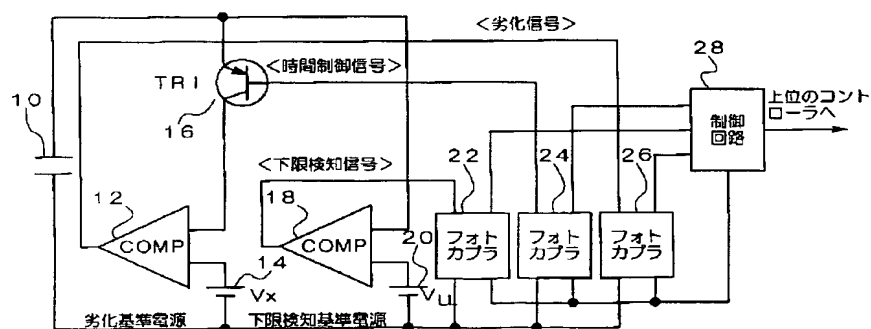 <劣化信号>
28
TR1
<時間制御信号>
上位のコント
ローラへ
10
16
制御
回路
<下限検知信号>
22
24
26
12
18
COMP
COMP
フォト
カプラ
フォト
カプラ
フォト
カプラ
14
20
Vx
Vu
劣化基準電源
下限検知基準電源